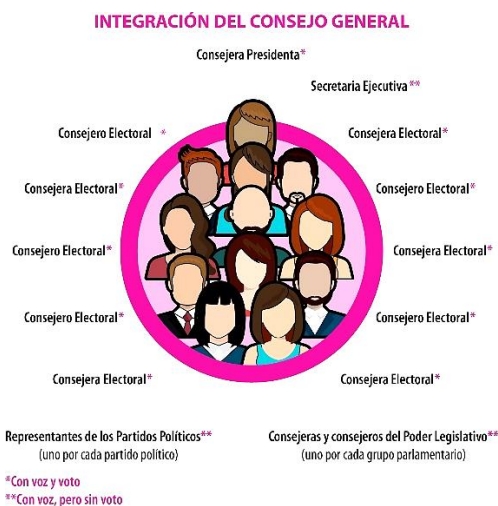 INTEGRACIÓN DEL CONSEJO GENERAL
Consejera Presidenta*
Secretaria Ejecutiva**
Consejero Electoral *
Consejera Electoral*
Consejera Electoral*
Consejero Electoral*
Consejero Electoral*
Consejera Electoral*
Consejero Electoral*
Consejero Electoral*
Consejera Electoral*
Consejera Electoral*
Representantes de los Partidos Políticos**
(uno por cada partido político)
Consejeras y consejeros del Poder Legislativo**
(uno por cada grupo parlamentario)
*Con voz y voto
**Con voz, pero sin voto